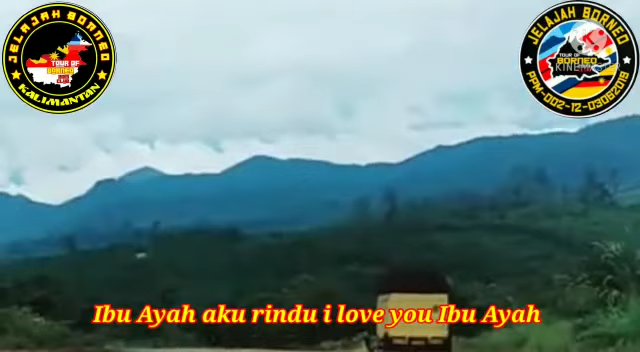 JELAJAH BORNEO
TOUR OF
BORNEO
KALIMANTAN
JELAJAH BORNEO
TOUR OF
BORNEO
PPM-002-12-03062019
Ibu Ayah aku rindu i love you Ibu Ayah